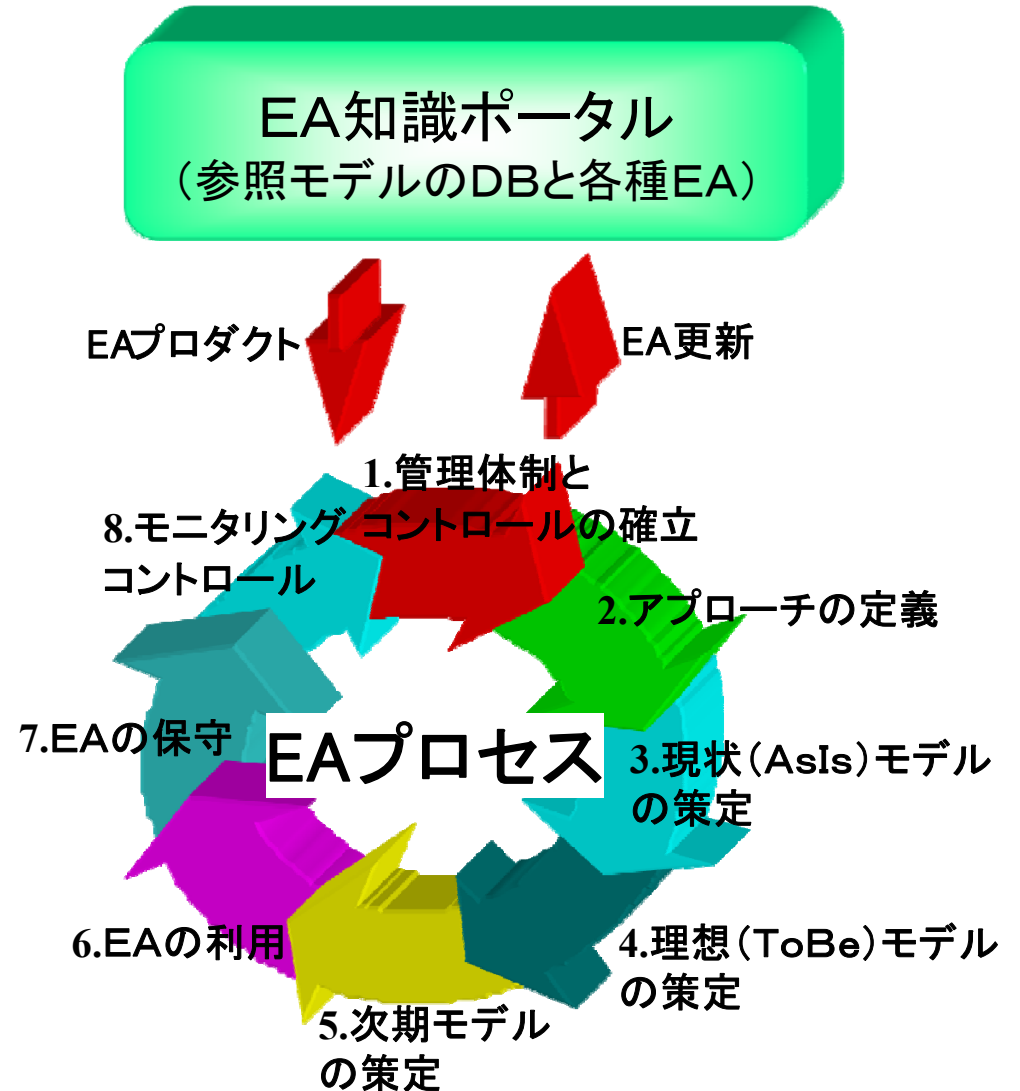 EA知識ポータル
（参照モデルのDBと各種EA）
EAプロダクト
EA更新
1.管理体制と
コントロールの確立
2.アプローチの定義
3.現状（AsIs）モデル
の策定
4.理想（ToBe）モデル
の策定
5.次期モデル
の策定
6.EAの利用
7.EAの保守
8.モニタリング
コントロール
EAプロセス